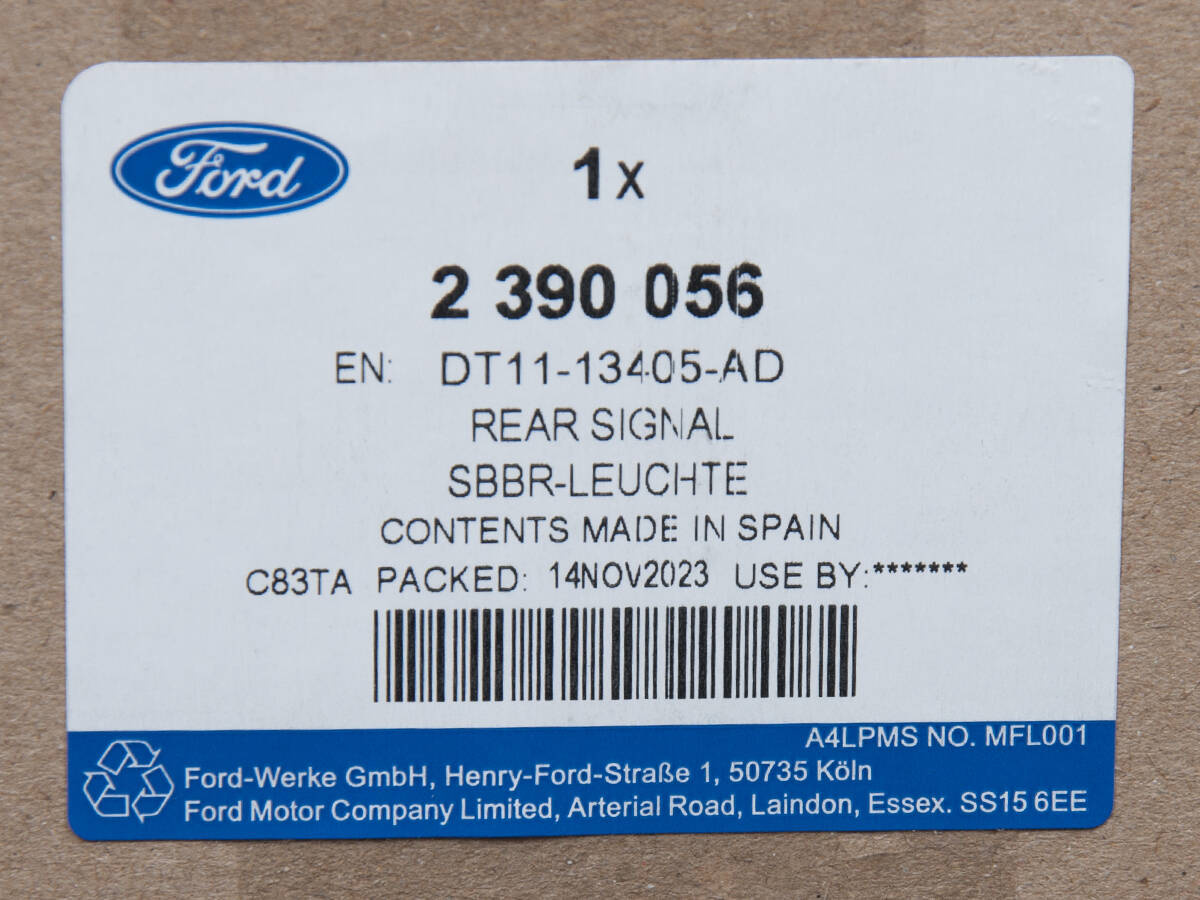 Ford
1x
2 390 056
EN: DT11-13405-AD
REAR SIGNAL
SBBR-LEUCHTE
CONTENTS MADE IN SPAIN
C83TA PACKED: 14NOV2023 USE BY:*******
A4LPMS NO. MFL001
Ford-Werke GmbH, Henry-Ford-Straße 1, 50735 Köln
Ford Motor Company Limited, Arterial Road, Laindon, Essex. SS15 6EE